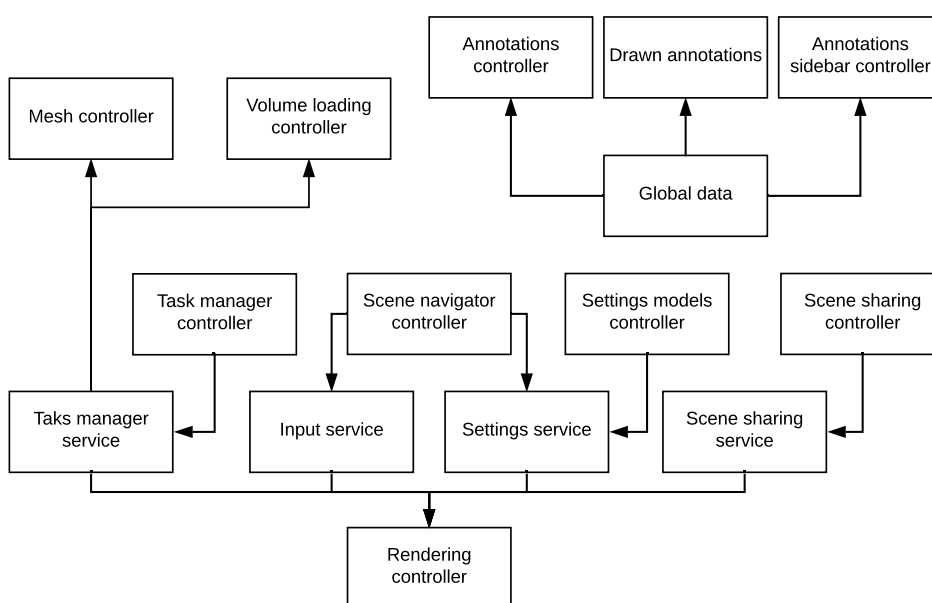 Annotations
controller
Drawn annotations
Annotations
sidebar controller
Mesh controller
Volume loading
controller
Global data
Task manager
controller
Scene navigator
controller
Settings models
controller
Scene sharing
controller
Taks manager
service
Input service
Settings service
Scene sharing
service
Rendering
controller